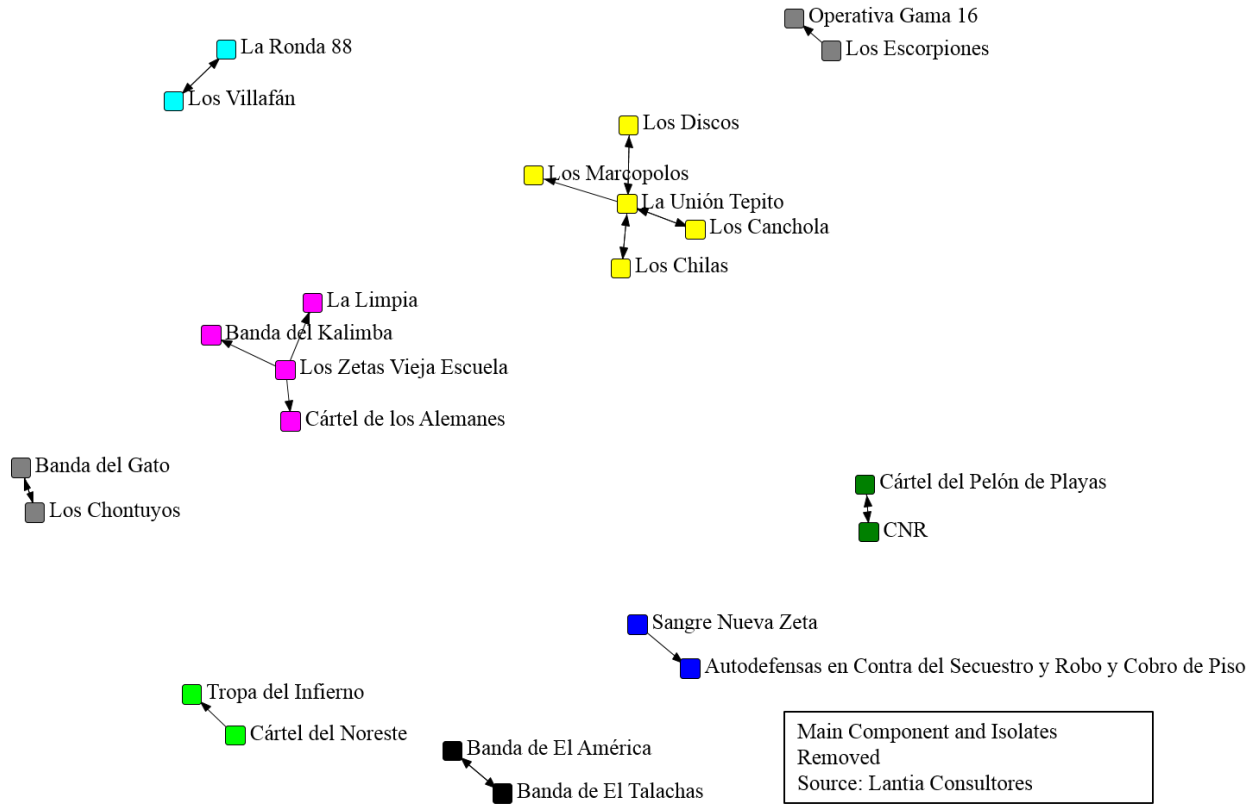 Operativa Gama 16
La Ronda 88
Los Escorpiones
Los Villafán
Los Discos
Los Marcopolos
La Unión Tepito
Los Canchola
Los Chilas
La Limpia
Banda del Kalimba
Los Zetas Vieja Escuela
Cártel de los Alemanes
Banda del Gato
Los Chontuyos
Cártel del Pelón de Playas
CNR
Sangre Nueva Zeta
Autodefensas en Contra del Secuestro y Robo y Cobro de Piso
Tropa del Infierno
Cártel del Noreste
Banda de El América
Banda de El Talachas
Main Component and Isolates
Removed
Source: Lantia Consultores